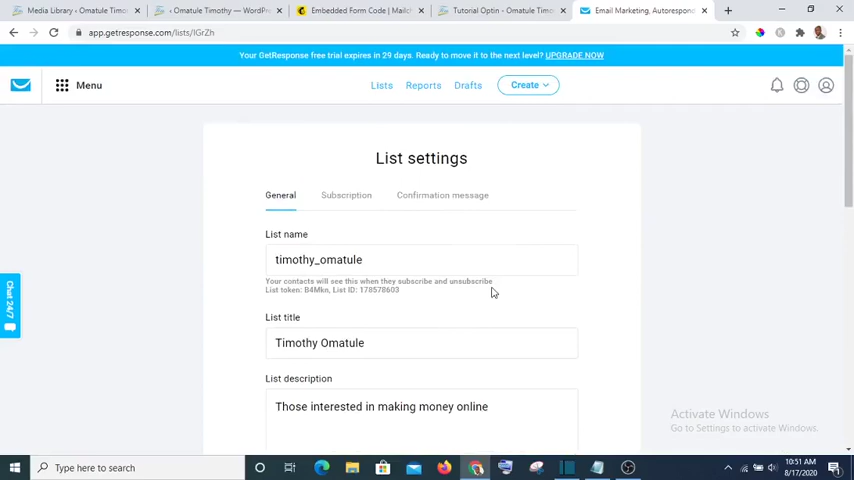 Media Library ‹ Omatule Timo
‹ Omatule Timothy — WordPr
Embedded Form Code | Mailc
Tutorial Optin - Omatule Timo
Email Marketing, Autorespond
app.getresponse.com/lists/IGrZh
Your GetResponse free trial expires in 29 days. Ready to move it to the next level? UPGRADE NOW
Menu
Lists
Reports
Drafts
Create
List settings
General
Subscription
Confirmation message
List name
timothy_omatule
Your contacts will see this when they subscribe and unsubscribe
List token: B4Mkn, List ID: 178578603
List title
Timothy Omatule
List description
Those interested in making money online
Chat 24/7
Activate Windows
Go to Settings to activate Windows.
Type here to search
10:51 AM
8/17/2020